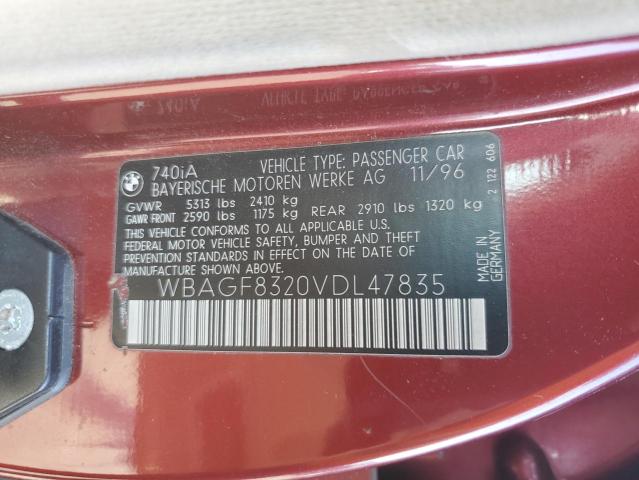 740iA VEHICLE TYPE: PASSENGER CAR
BAYERISCHE MOTOREN WERKE AG 11/96
GVWR 5313 lbs 2410 kg
GAWR FRONT 2590 lbs 1175 kg REAR 2910 lbs 1320 kg
THIS VEHICLE CONFORMS TO ALL APPLICABLE U.S.
FEDERAL MOTOR VEHICLE SAFETY, BUMPER AND THEFT
PREVENTION STANDARDS IN EFFECT ON THE DATE OF
MANUFACTURE SHOWN ABOVE.
WBAGF8320VDL47835
MADE IN
GERMANY
2 122 606